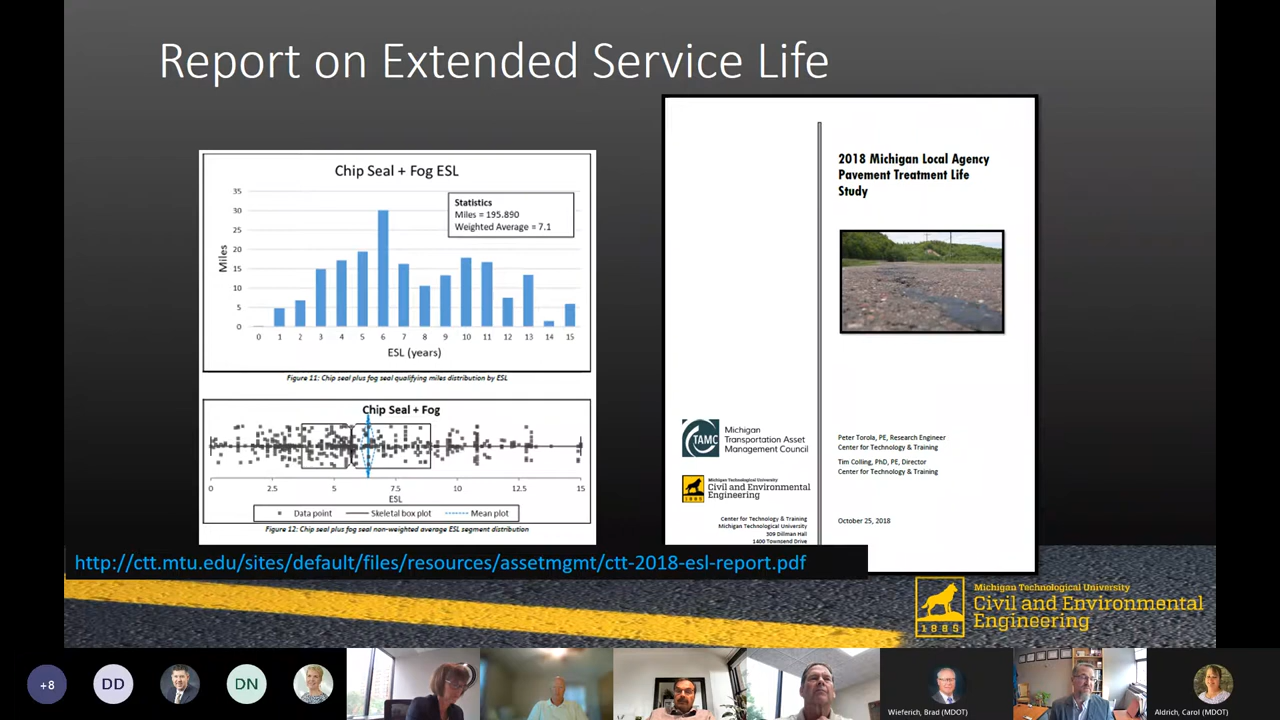 Report on Extended Service Life
Chip Seal + Fog ESL
35
30
25
20
15
10
5
0
Miles
Statistics
Miles = 195.890
Weighted Average = 7.1
0 1 2 3 4 5 6 7 8 9 10 11 12 13 14 15
ESL (years)
Figure 11: Chip seal plus fog seal qualifying miles distribution by ESL
Chip Seal + Fog
0 2.5 5 7.5 10 12.5 15
ESL
Data point Skeletal box plot Mean plot
Figure 12: Chip seal plus fog seal non-weighted average ESL segment distribution
2018 Michigan Local Agency
Pavement Treatment Life
Study
TAMC
Michigan
Transportation Asset
Management Council
Michigan Technological University
Civil and Environmental
Engineering
1885
Center for Technology & Training
Michigan Technological University
309 Dillman Hall
1400 Townsend Drive
Peter Torola, PE, Research Engineer
Center for Technology & Training
Tim Colling, PhD, PE, Director
Center for Technology & Training
October 25, 2018
http://ctt.mtu.edu/sites/default/files/resources/assetmgmt/ctt-2018-esl-report.pdf
Michigan Technological University
Civil and Environmental
Engineering
1885
+8
DD
DN
Wieferich, Brad (MDOT)
Aldrich, Carol (MDOT)